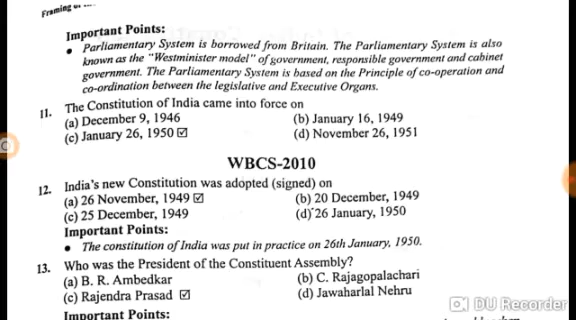 Framing
Important Points:
• Parliamentary System is borrowed from Britain. The Parliamentary System is also
known as the "Westminister model" of government, responsible government and cabinet
government. The Parliamentary System is based on the Principle of co-operation and
co-ordination between the legislative and Executive Organs.
11. The Constitution of India came into force on
(a) December 9, 1946 (b) January 16, 1949
(c) January 26, 1950 ☑ (d) November 26, 1951
WBCS-2010
12. India's new Constitution was adopted (signed) on
(a) 26 November, 1949 ☑ (b) 20 December, 1949
(c) 25 December, 1949 (d) 26 January, 1950
Important Points:
• The constitution of India was put in practice on 26th January, 1950.
13. Who was the President of the Constituent Assembly?
(a) B. R. Ambedkar (b) C. Rajagopalachari
(c) Rajendra Prasad ☑ (d) Jawaharlal Nehru
Important Points:
DU Recorder